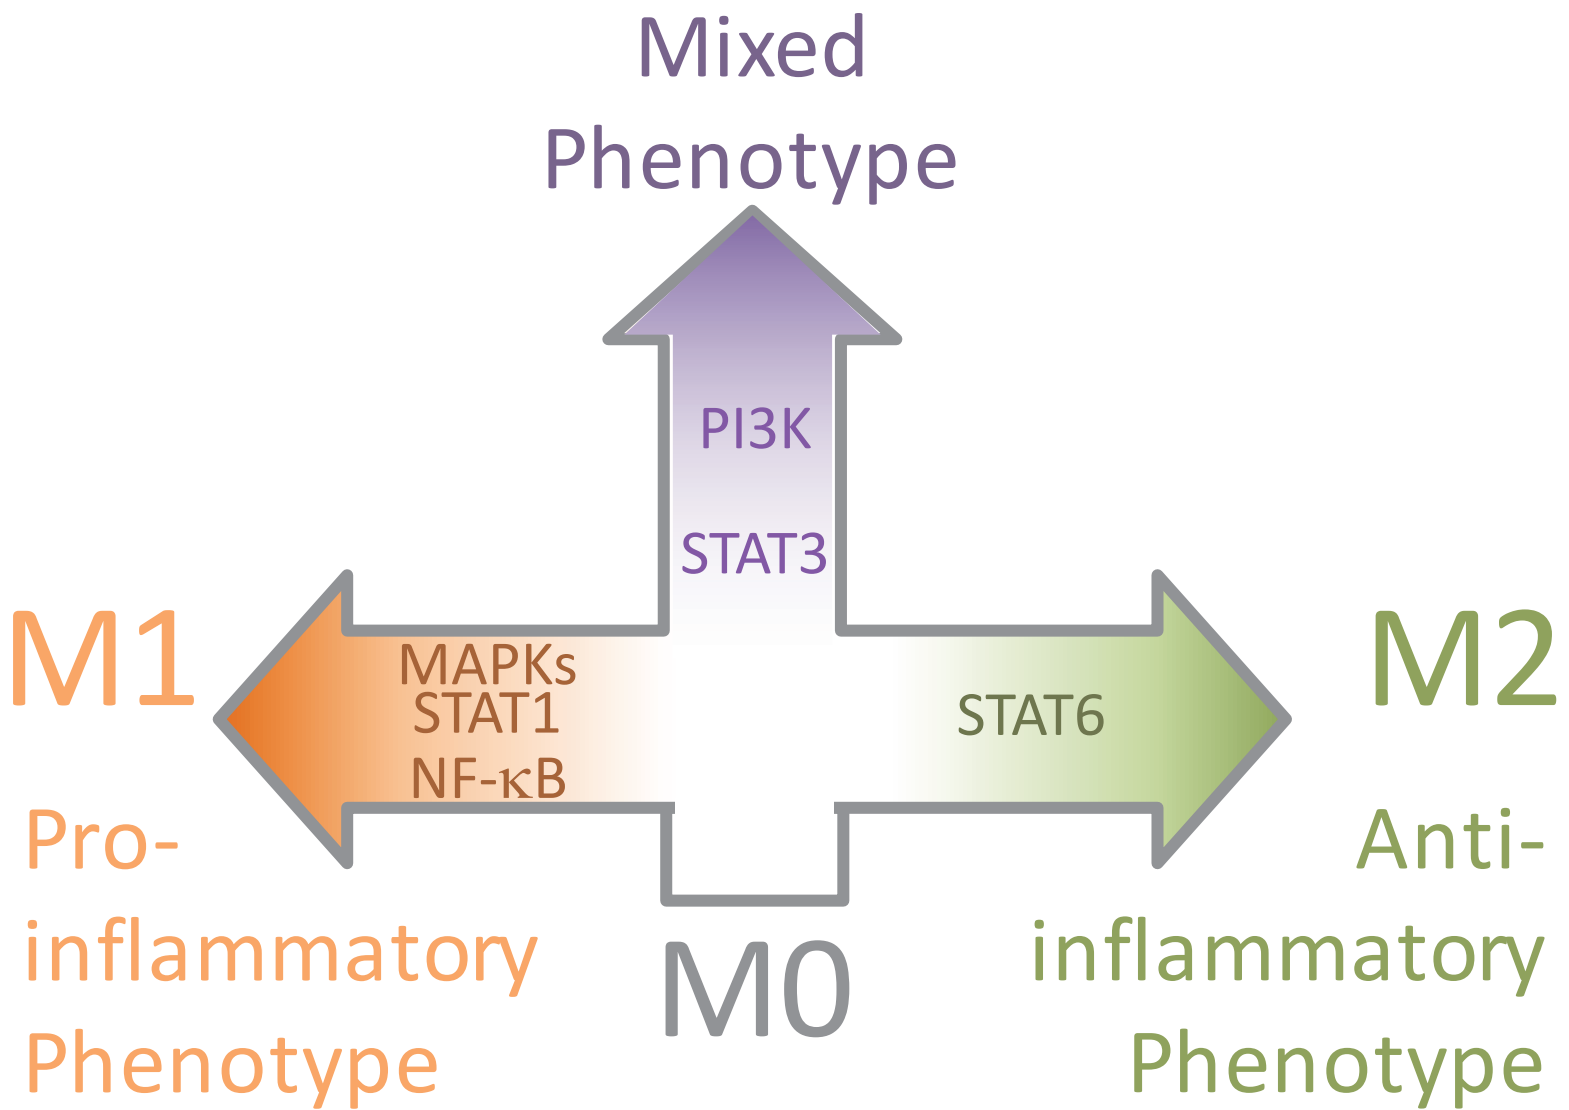 Mixed
Phenotype
PI3K
STAT3
M1
MAPKs
STAT1
NF-κB
STAT6
M2
Pro-
inflammatory
Phenotype
M0
Anti-
inflammatory
Phenotype